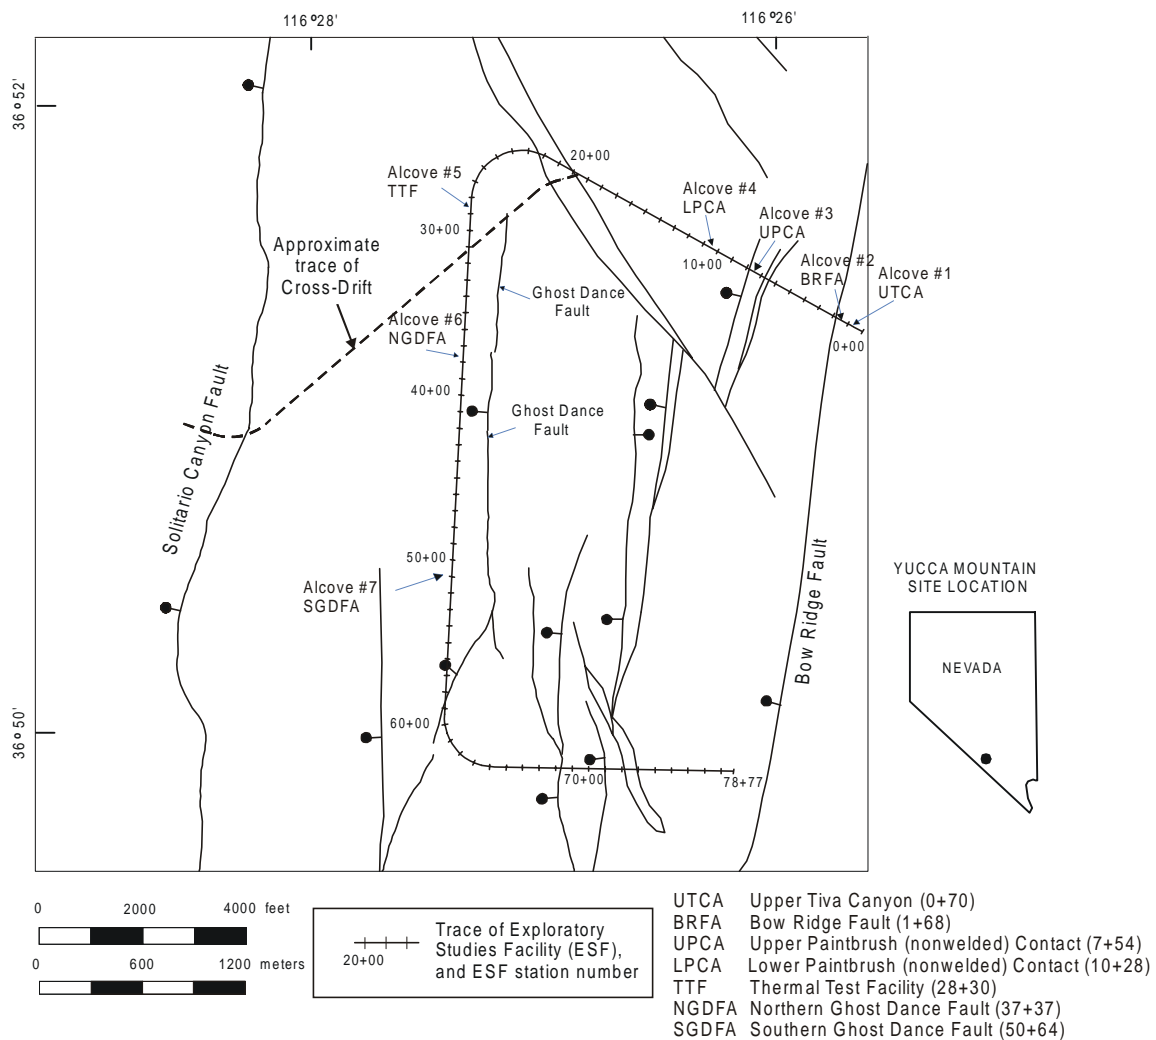 116 º28'
116 º26'
36 º 52'
20+00
Alcove #5
TTF
Alcove #4
LPCA
Alcove #3
UPCA
30+00
Approximate
trace of
Cross-Drift
10+00
Alcove #2
BRFA
Alcove #1
UTCA
Ghost Dance
Fault
Alcove #6
NGDFA
0+00
40+00
Ghost Dance
Fault
Solitario Canyon Fault
50+00
Alcove #7
SGDFA
Bow Ridge Fault
YUCCA MOUNTAIN
SITE LOCATION
NEVADA
36 º 50'
60+00
70+00
78+77
0 2000 4000 feet
0 600 1200 meters
20+00
Trace of Exploratory
Studies Facility (ESF),
and ESF station number
UTCA Upper Tiva Canyon (0+70)
BRFA Bow Ridge Fault (1+68)
UPCA Upper Paintbrush (nonwelded) Contact (7+54)
LPCA Lower Paintbrush (nonwelded) Contact (10+28)
TTF Thermal Test Facility (28+30)
NGDFA Northern Ghost Dance Fault (37+37)
SGDFA Southern Ghost Dance Fault (50+64)